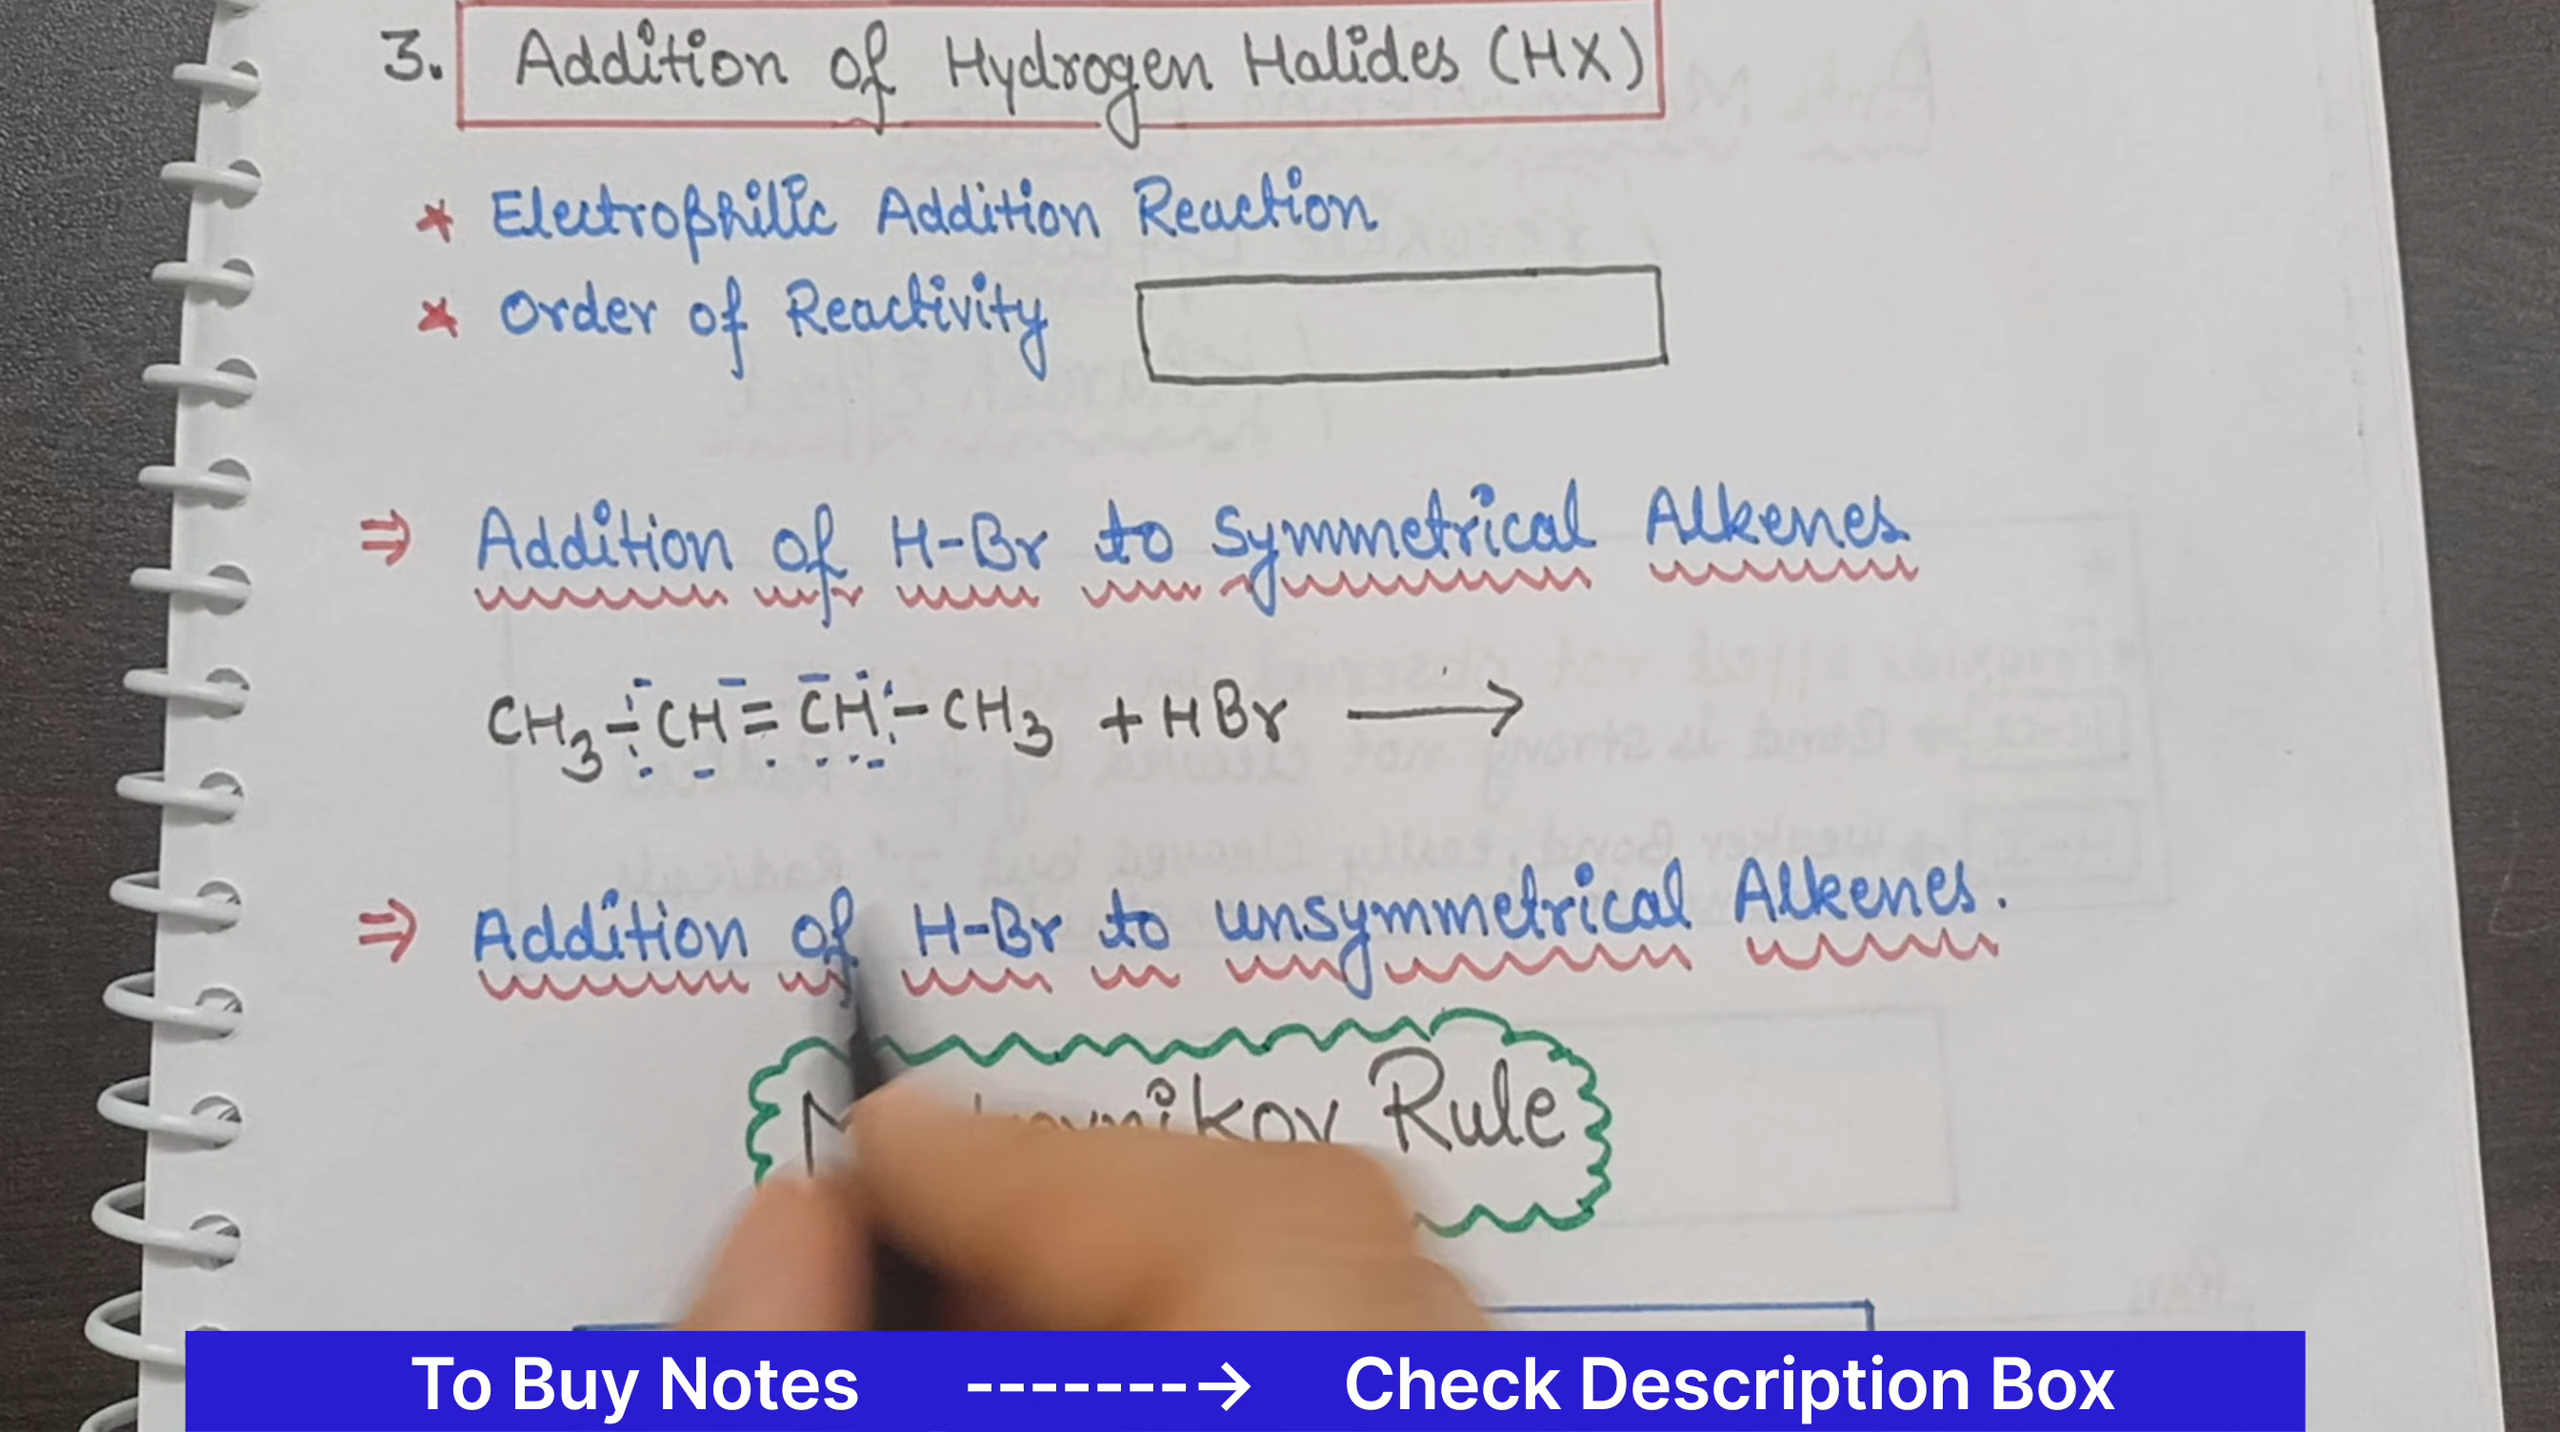 3. Addition of Hydrogen Halides (HX)
* Electrophilic Addition Reaction
* Order of Reactivity
⇒ Addition of H-Br to Symmetrical Alkenes
CH₃-CH=CH-CH₃ + HBr ⟶
⇒ Addition of H-Br to unsymmetrical Alkenes.
Rule
To Buy Notes -------→ Check Description Box